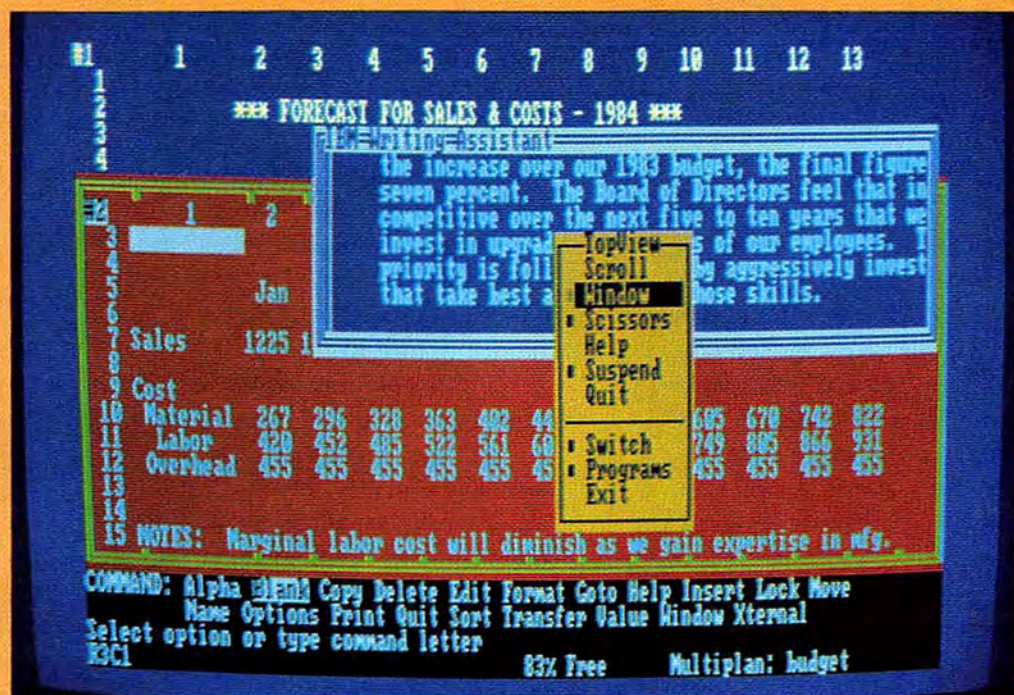 #1 1 2 3 4 5 6 7 8 9 10 11 12 13
1
2 *** FORECAST FOR SALES & COSTS - 1984 ***
3
4
IBM-Writing-Assistant
the increase over our 1983 budget, the final figure
seven percent. The Board of Directors feel that in
competitive over the next five to ten years that we
invest in upgrad s of our employees. T
priority is foll by aggressively invest
that take best a hose skills.
#2 1 2
3
4
5 Jan
6
7 Sales 1225 1
8
9 Cost
10 Material 267 296 328 363 402 44 605 670 742 822
11 Labor 420 452 485 522 561 60 749 805 866 931
12 Overhead 455 455 455 455 455 45 455 455 455 455
13
14
15 NOTES: Marginal labor cost will diminish as we gain expertise in mfg.
TopView
Scroll
Window
Scissors
Help
Suspend
Quit
Switch
Programs
Exit
COMMAND: Alpha Blank Copy Delete Edit Format Goto Help Insert Lock Move
Name Options Print Quit Sort Transfer Value Window Xternal
Select option or type command letter
R3C1 83% Free Multiplan: budget